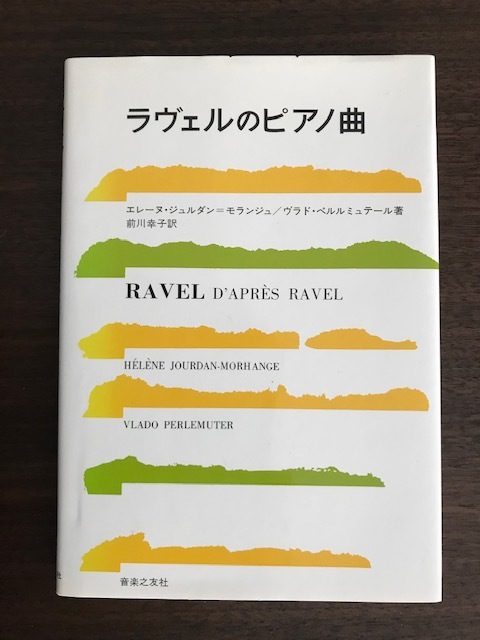 ラヴェルのピアノ曲
エレーヌ・ジュルダン＝モランジュ／ヴラド・ペルルミュテール著
前川幸子訳
RAVEL D'APRÈS RAVEL
HÉLÈNE JOURDAN-MORHANGE
VLADO PERLEMUTER
音楽之友社